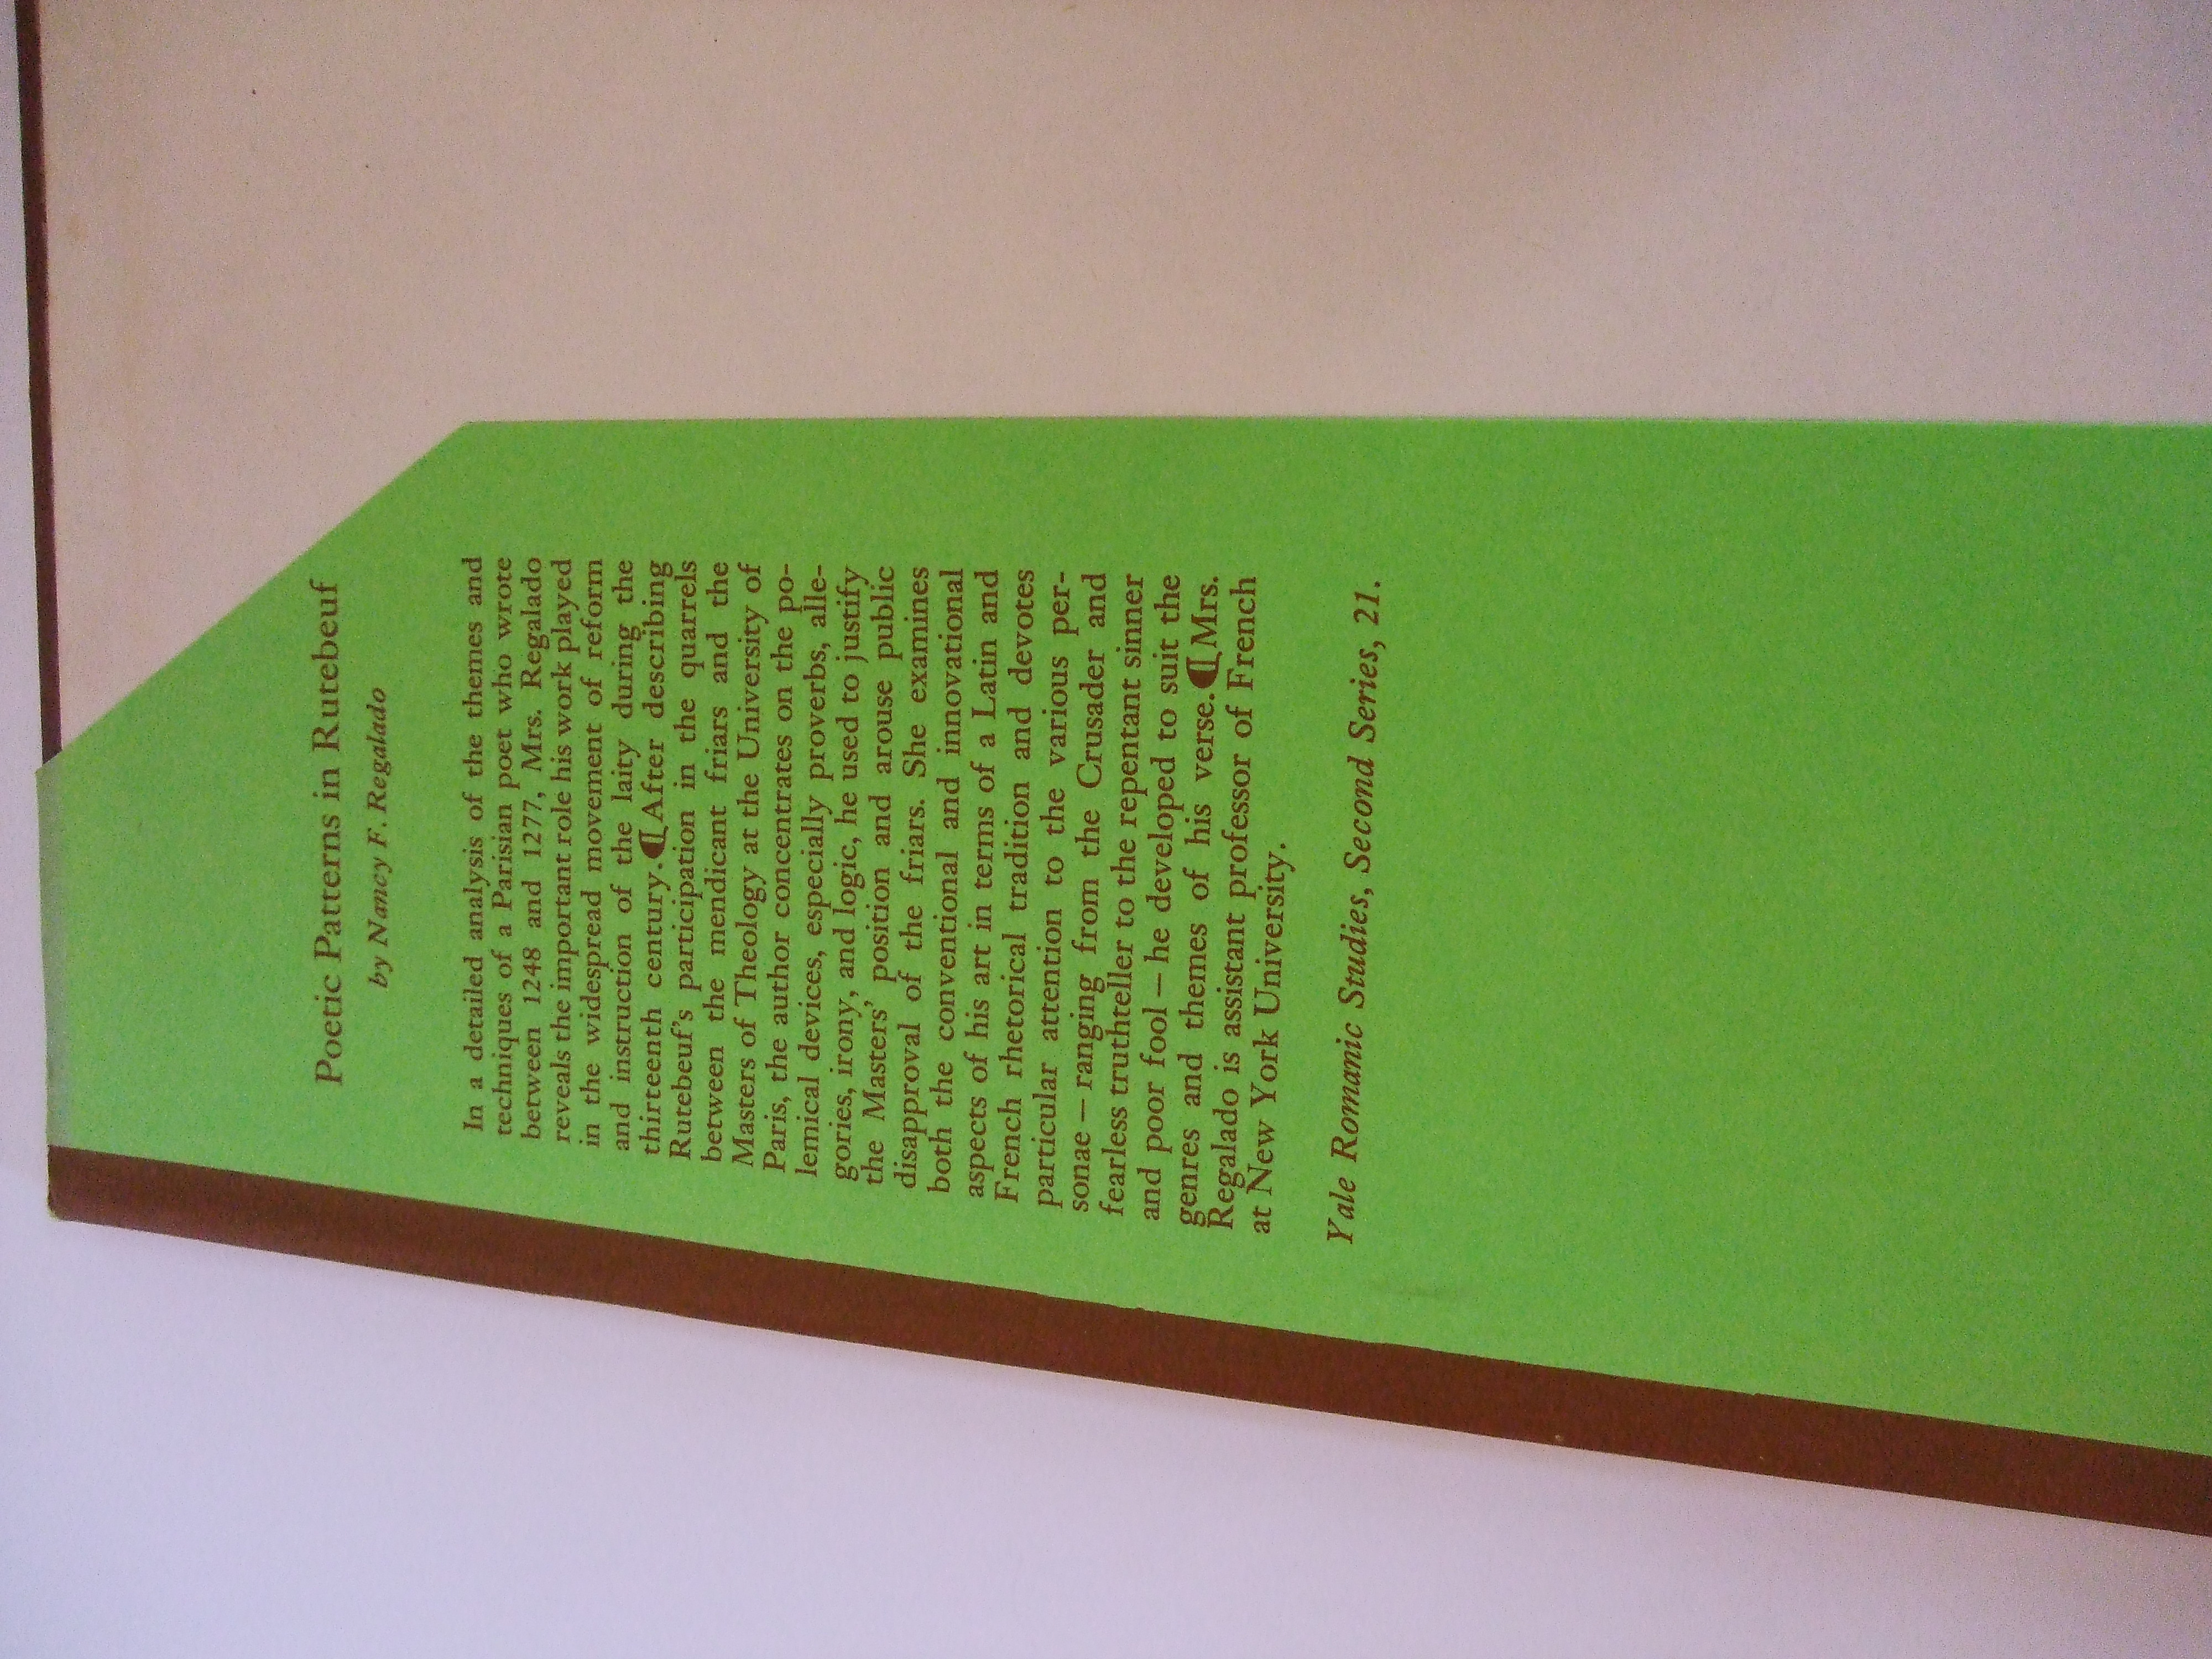 Poetic Patterns in Rutebeuf
by Nancy F. Regalado
In a detailed analysis of the themes and
techniques of a Parisian poet who wrote
between 1248 and 1277, Mrs. Regalado
reveals the important role his work played
in the widespread movement of reform
and instruction of the laity during the
thirteenth century. ¶After describing
Rutebeuf's participation in the quarrels
between the mendicant friars and the
Masters of Theology at the University of
Paris, the author concentrates on the po-
lemical devices, especially proverbs, alle-
gories, irony, and logic, he used to justify
the Masters' position and arouse public
disapproval of the friars. She examines
both the conventional and innovational
aspects of his art in terms of a Latin and
French rhetorical tradition and devotes
particular attention to the various per-
sonae – ranging from the Crusader and
fearless truthteller to the repentant sinner
and poor fool – he developed to suit the
genres and themes of his verse. ¶Mrs.
Regalado is assistant professor of French
at New York University.
Yale Romanic Studies, Second Series, 21.